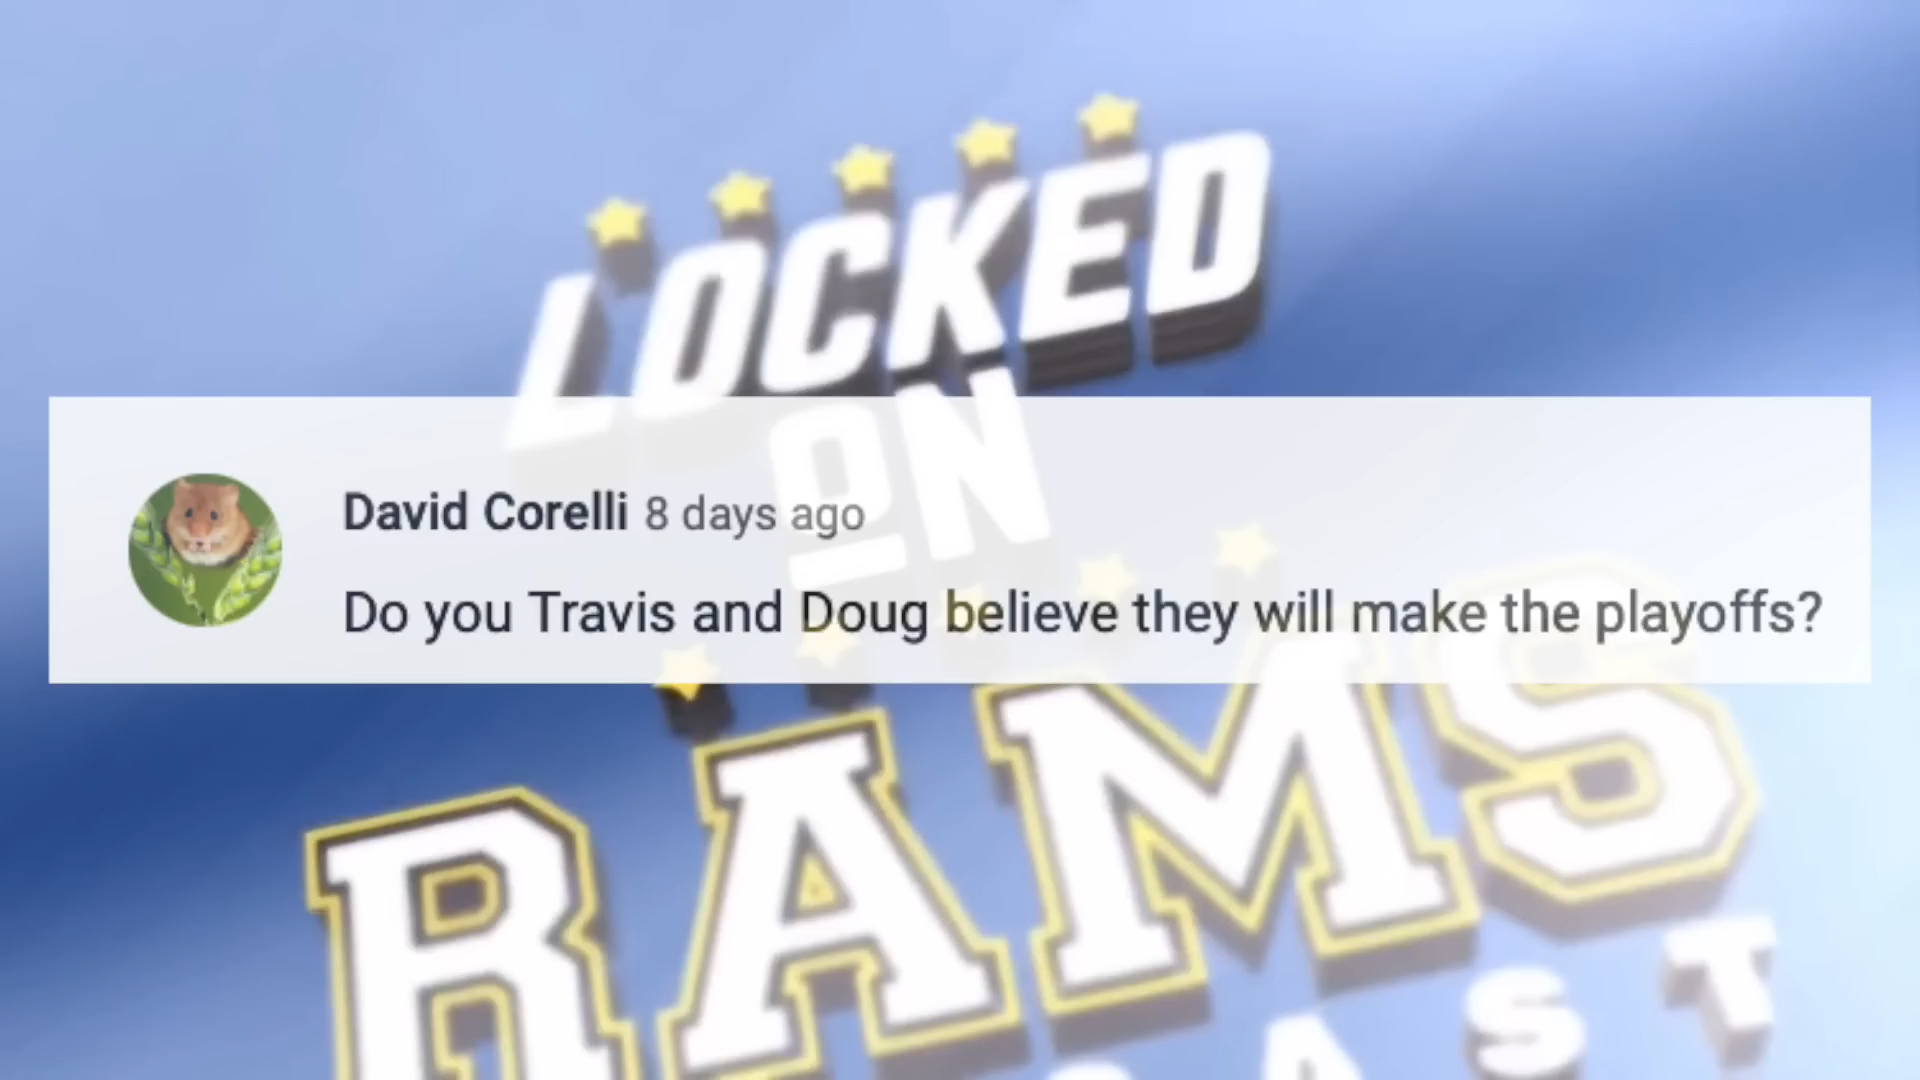 LOCKED
ON
David Corelli 8 days ago
Do you Travis and Doug believe they will make the playoffs?
RAMS